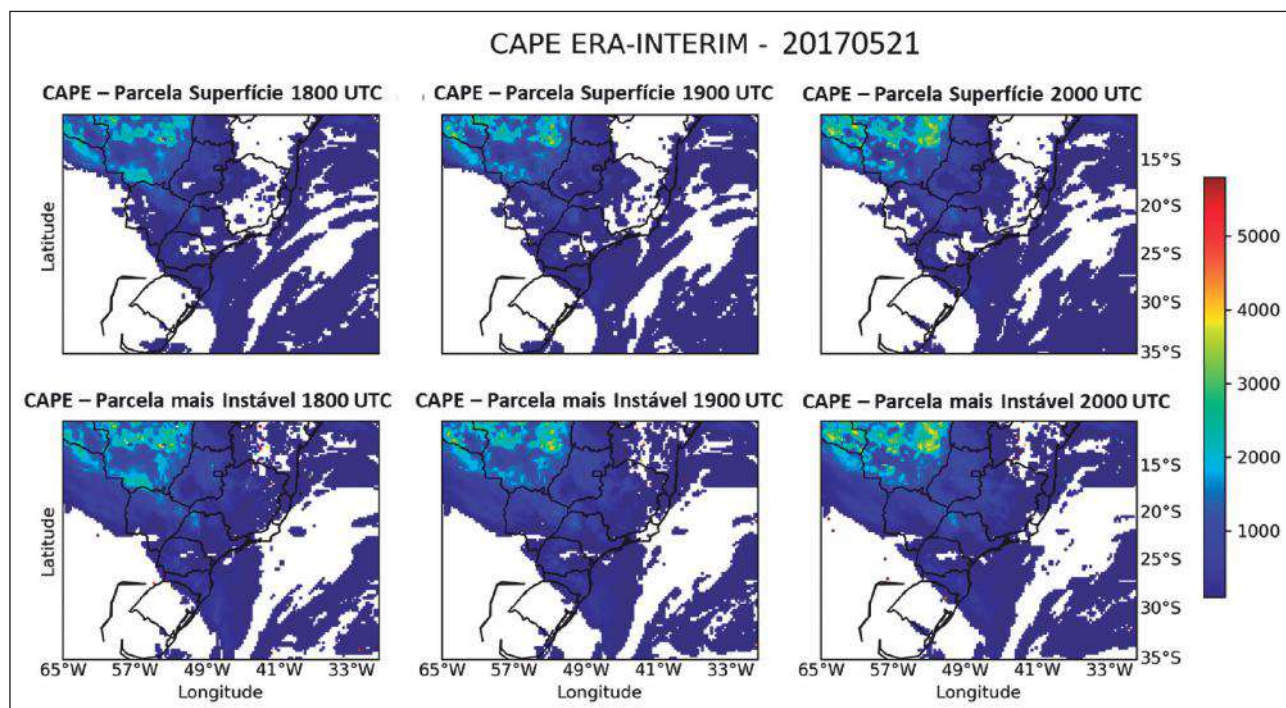 CAPE ERA-INTERIM - 20170521
CAPE – Parcela Superfície 1800 UTC
CAPE – Parcela Superfície 1900 UTC
CAPE – Parcela Superfície 2000 UTC
Latitude
15°S
20°S
25°S
30°S
35°S
5000
4000
3000
2000
1000
CAPE – Parcela mais Instável 1800 UTC
CAPE – Parcela mais Instável 1900 UTC
CAPE – Parcela mais Instável 2000 UTC
Latitude
15°S
20°S
25°S
30°S
35°S
65°W 57°W 49°W 41°W 33°W
65°W 57°W 49°W 41°W 33°W
65°W 57°W 49°W 41°W 33°W
Longitude
Longitude
Longitude